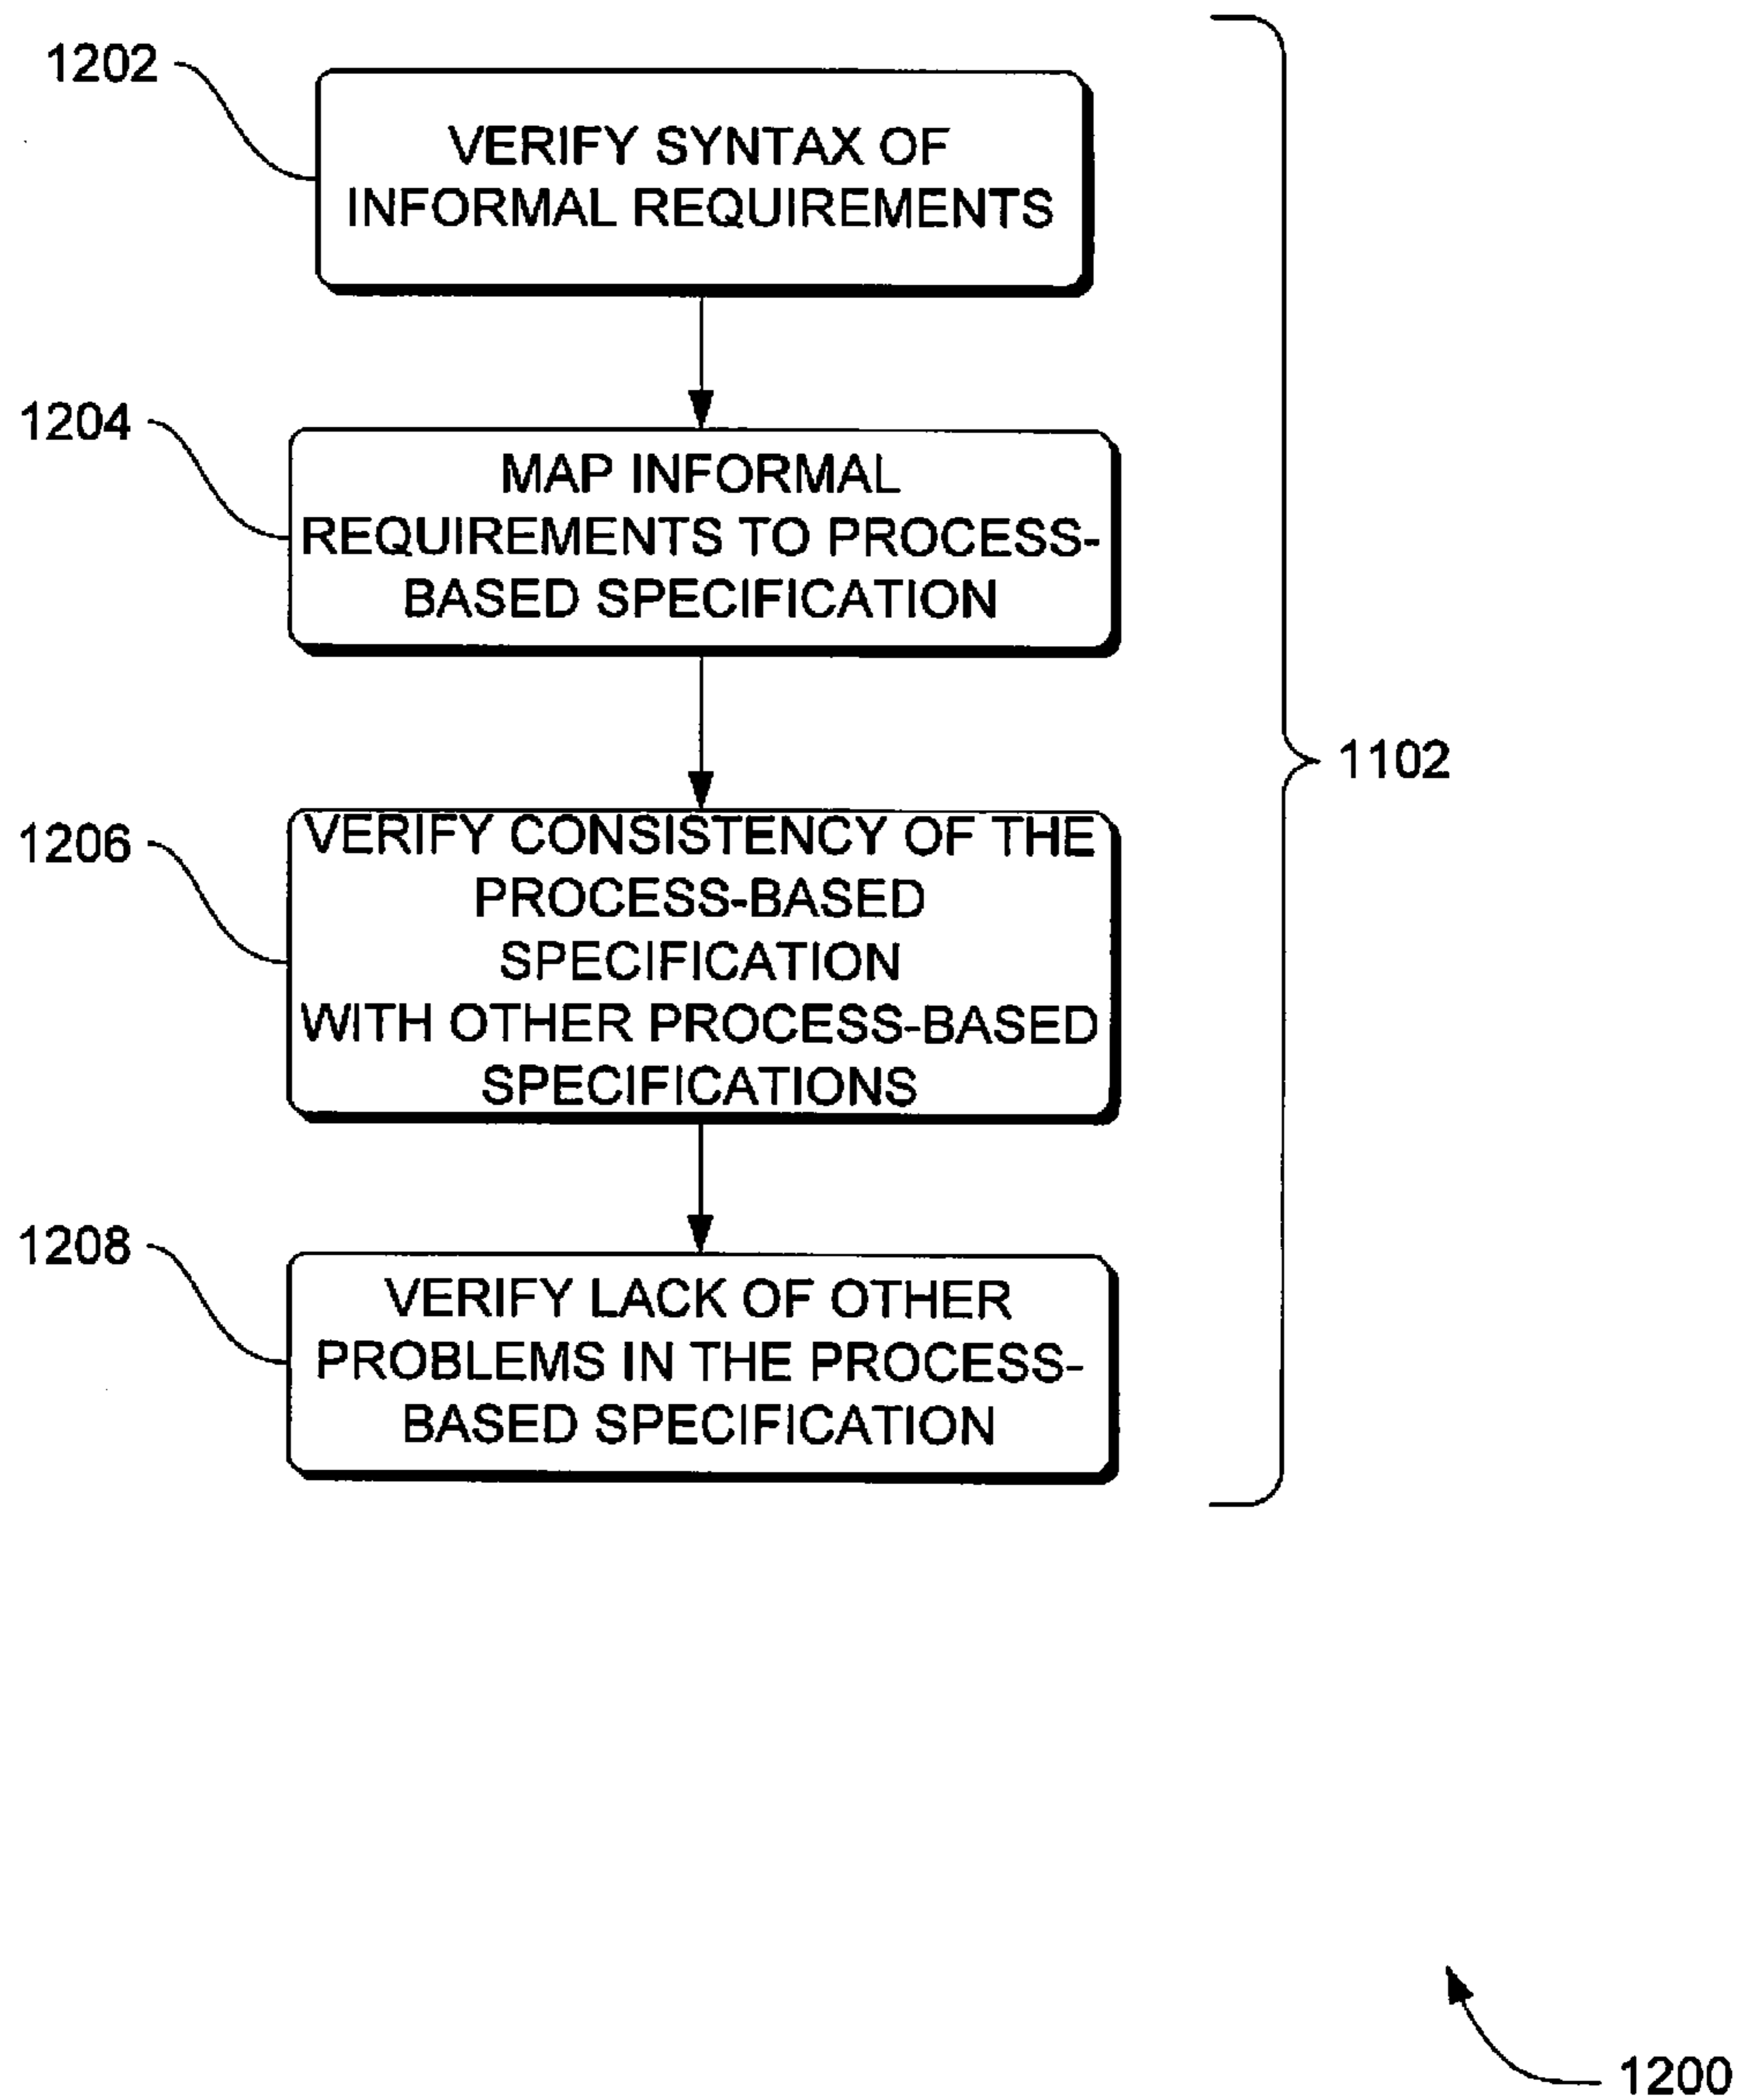 1202
VERIFY SYNTAX OF
INFORMAL REQUIREMENTS
1204
MAP INFORMAL
REQUIREMENTS TO PROCESS-
BASED SPECIFICATION
1102
1206
VERIFY CONSISTENCY OF THE
PROCESS-BASED
SPECIFICATION
WITH OTHER PROCESS-BASED
SPECIFICATIONS
1208
VERIFY LACK OF OTHER
PROBLEMS IN THE PROCESS-
BASED SPECIFICATION
1200